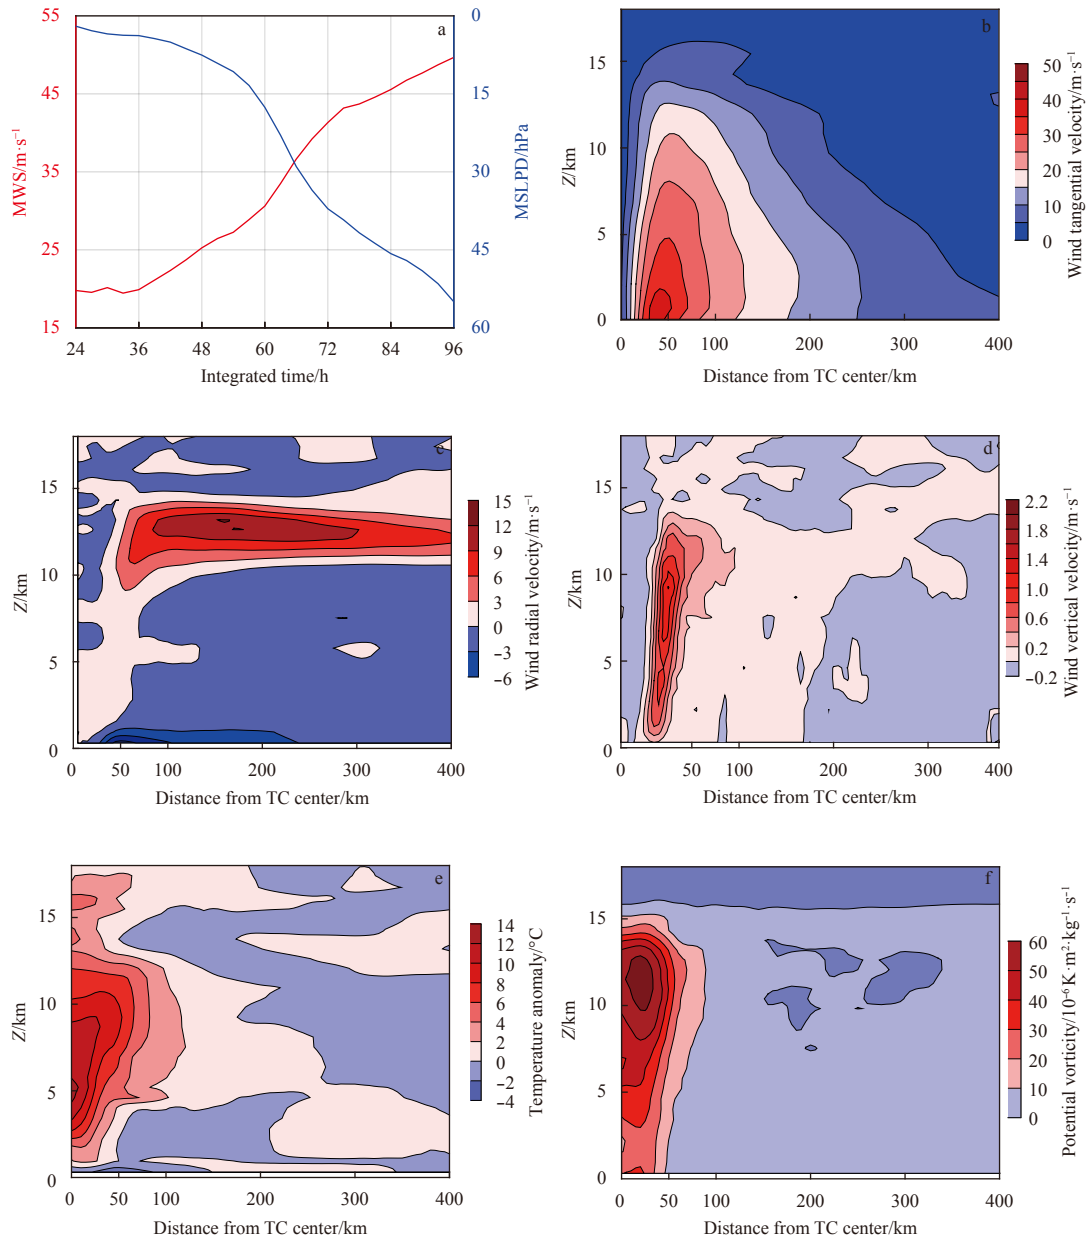 a
55
45
35
25
15
MWS/m·s⁻¹
0
15
30
45
60
MSLPD/hPa
24 36 48 60 72 84 96
Integrated time/h
b
15
10
5
0
Z/km
0 50 100 200 300 400
Distance from TC center/km
50
40
30
20
10
0
Wind tangential velocity/m·s⁻¹
c
15
10
5
0
Z/km
0 50 100 200 300 400
Distance from TC center/km
15
12
9
6
3
0
−3
−6
Wind radial velocity/m·s⁻¹
d
15
10
5
0
Z/km
0 50 100 200 300 400
Distance from TC center/km
2.2
1.8
1.4
1.0
0.6
0.2
−0.2
Wind vertical velocity/m·s⁻¹
e
15
10
5
0
Z/km
0 50 100 200 300 400
Distance from TC center/km
14
12
10
8
6
4
2
0
−2
−4
Temperature anomaly/°C
f
15
10
5
0
Z/km
0 50 100 200 300 400
Distance from TC center/km
60
50
40
30
20
10
0
Potential vorticity/10⁻⁶ K·m²·kg⁻¹·s⁻¹